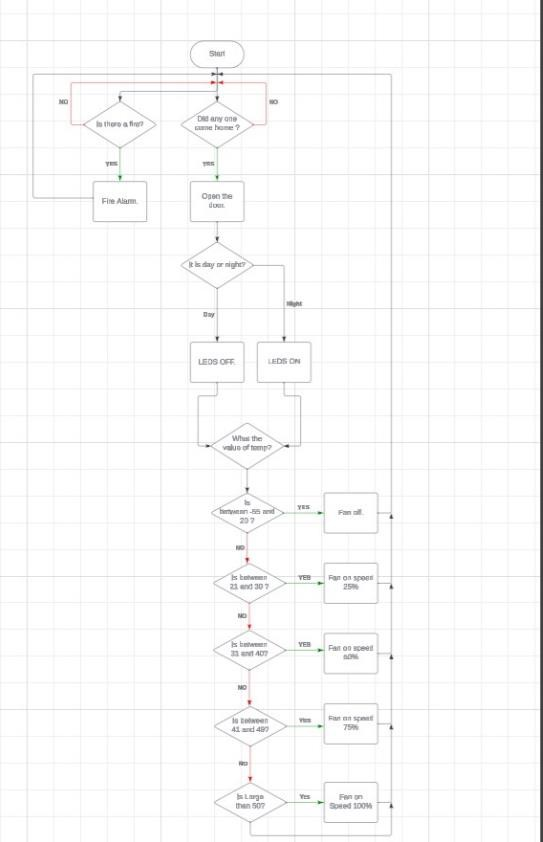 Start
NO
NO
Is there a fire?
Did any one
come home ?
YES
YES
Fire Alarm.
Open the
door.
It is day or night?
Night
Day
LEDS OFF.
LEDS ON
What the
value of temp?
Is
between -55 and
20 ?
YES
Fan off.
NO
Is between
21 and 30 ?
YES
Fan on speed
25%
NO
Is between
31 and 40?
YES
Fan on speed
50%
NO
Is between
41 and 49?
Yes
Fan on speed
75%
NO
Is Large
then 50?
Yes
Fan on
Speed 100%